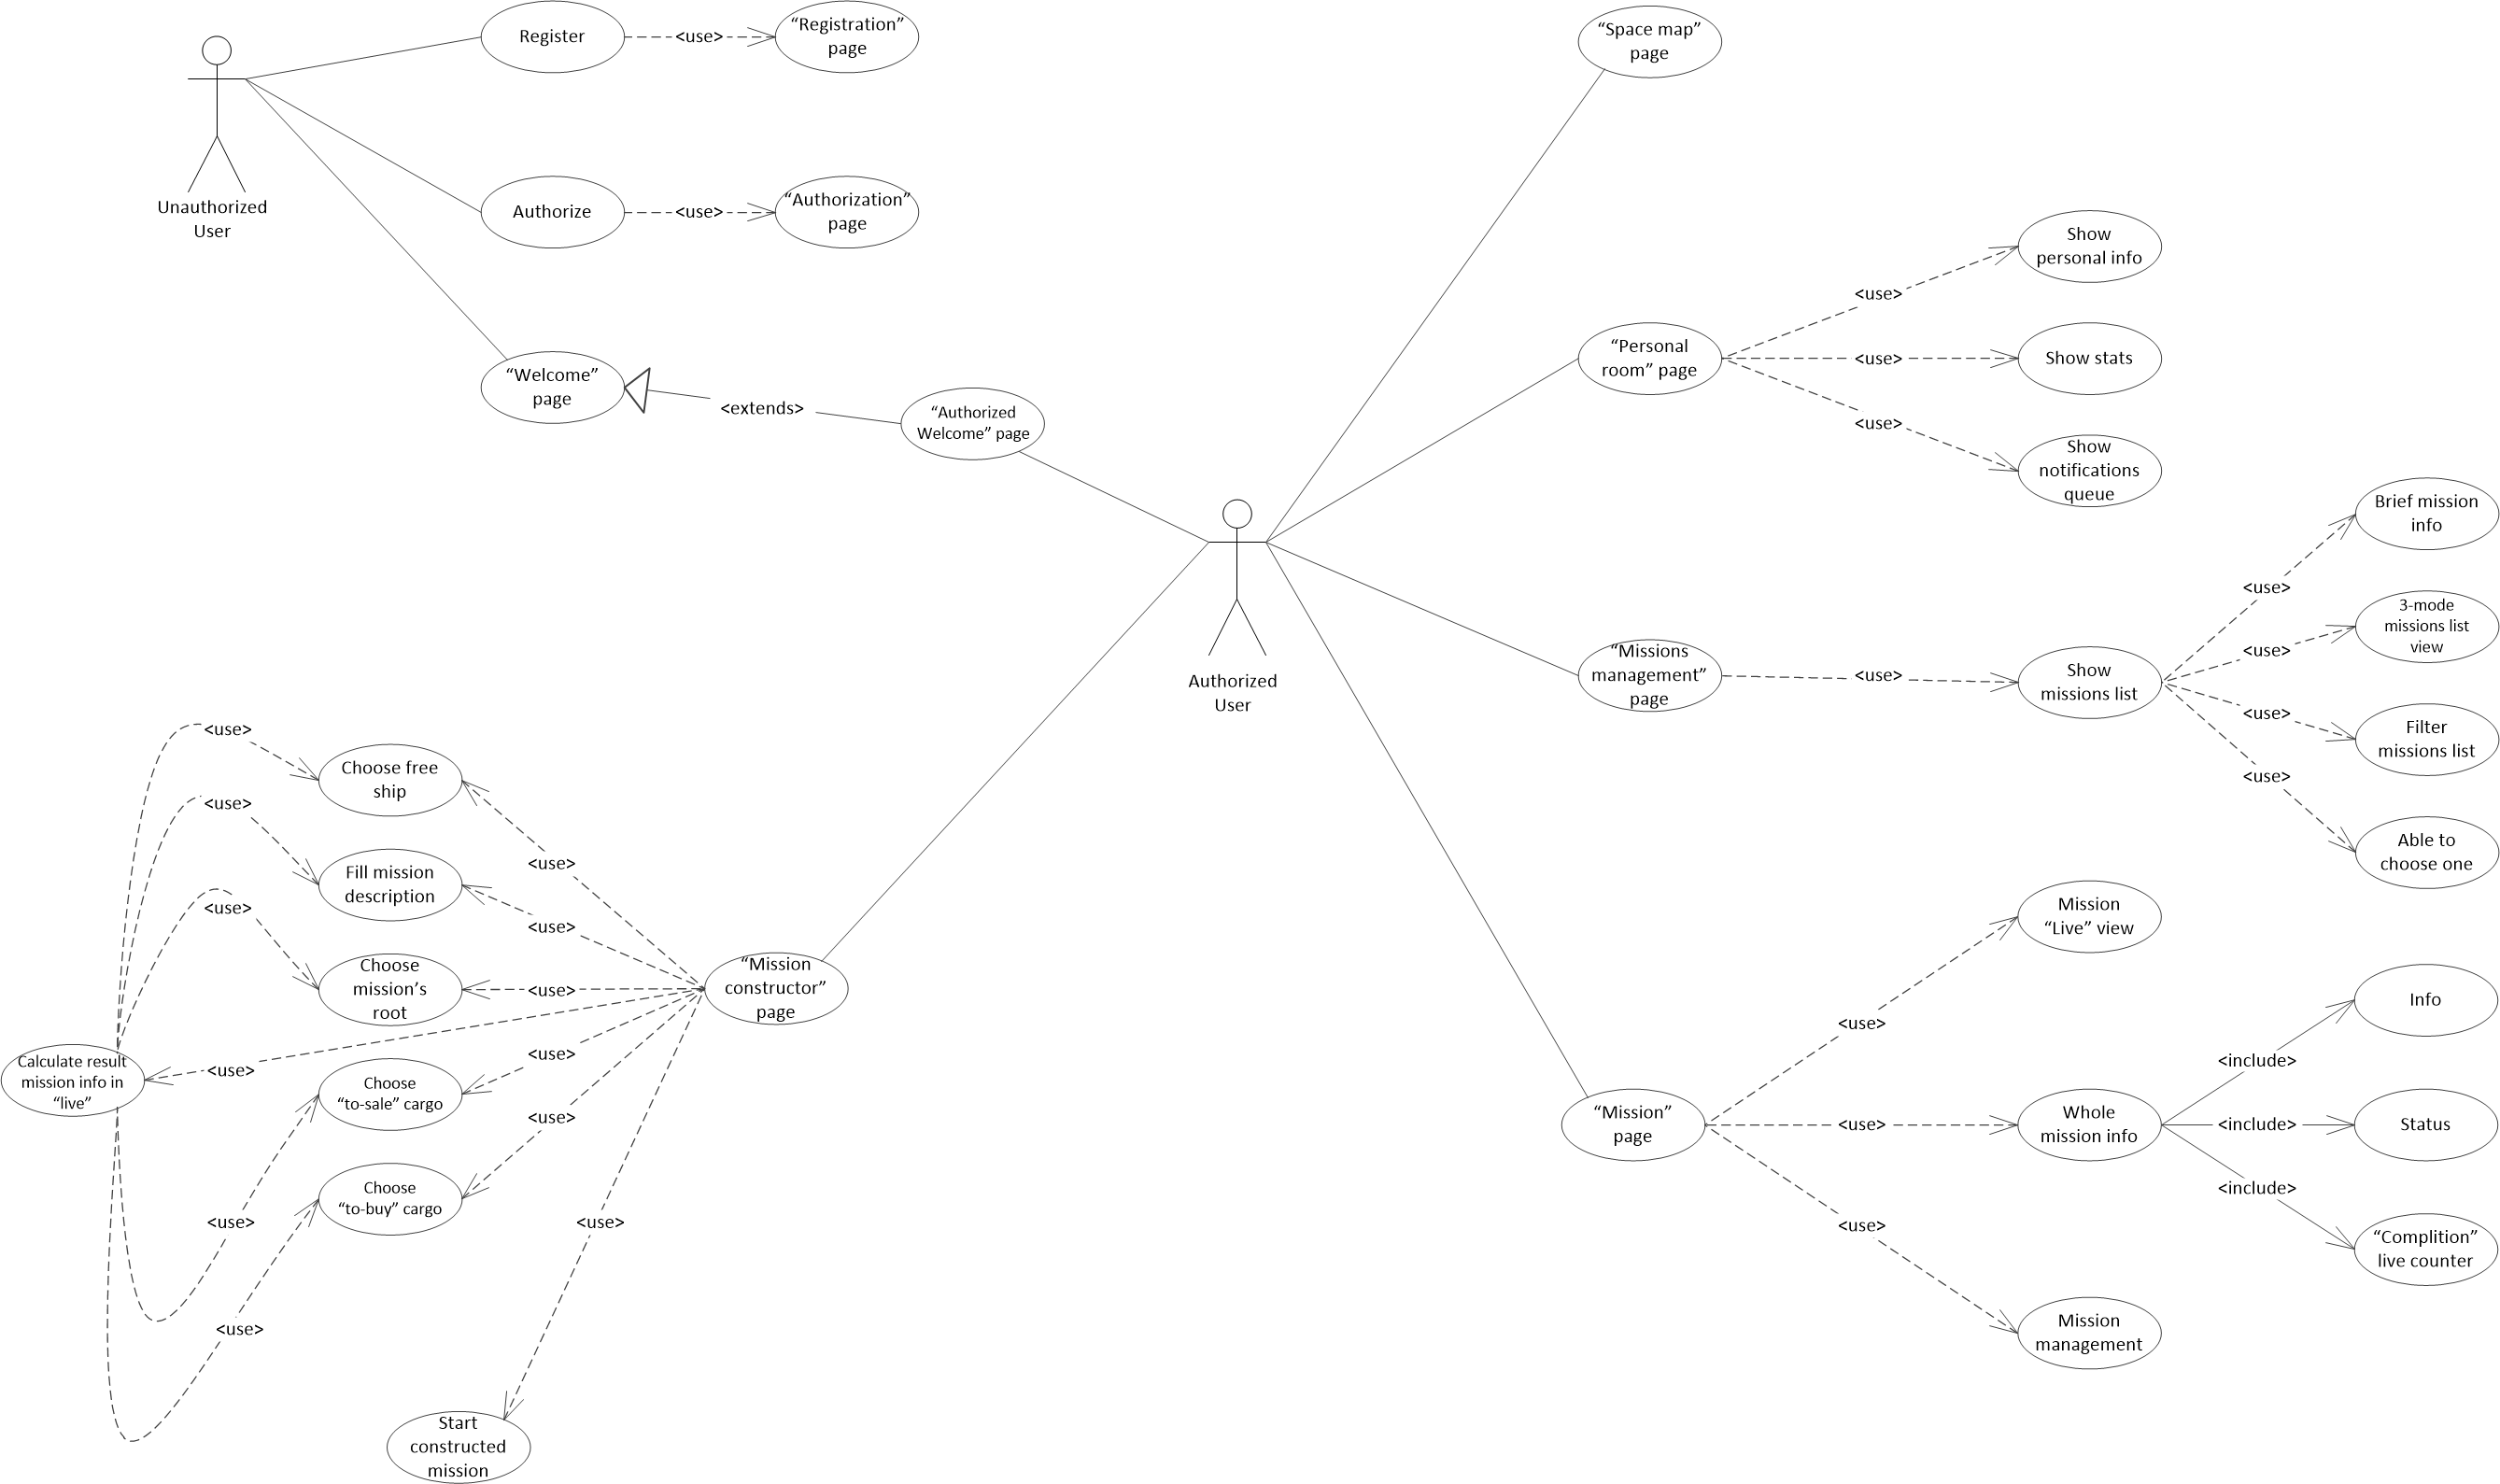 Register
<use>
“Registration”
page
Unauthorized
User
Authorize
<use>
“Authorization”
page
“Welcome”
page
<extends>
“Authorized
Welcome” page
Authorized
User
“Space map”
page
“Personal
room” page
<use>
Show
personal info
<use>
Show stats
<use>
Show
notifications
queue
“Missions
management”
page
<use>
Show
missions list
<use>
Brief mission
info
<use>
3-mode
missions list
view
<use>
Filter
missions list
<use>
Able to
choose one
“Mission”
page
<use>
Mission
“Live” view
<use>
Whole
mission info
<include>
Info
<include>
Status
<include>
“Complition”
live counter
<use>
Mission
management
“Mission
constructor”
page
<use>
Choose free
ship
<use>
<use>
Fill mission
description
<use>
<use>
Choose
mission’s
root
<use>
Calculate result
mission info in
“live”
<use>
<use>
Choose
“to-sale” cargo
<use>
<use>
Choose
“to-buy” cargo
<use>
<use>
<use>
Start
constructed
mission